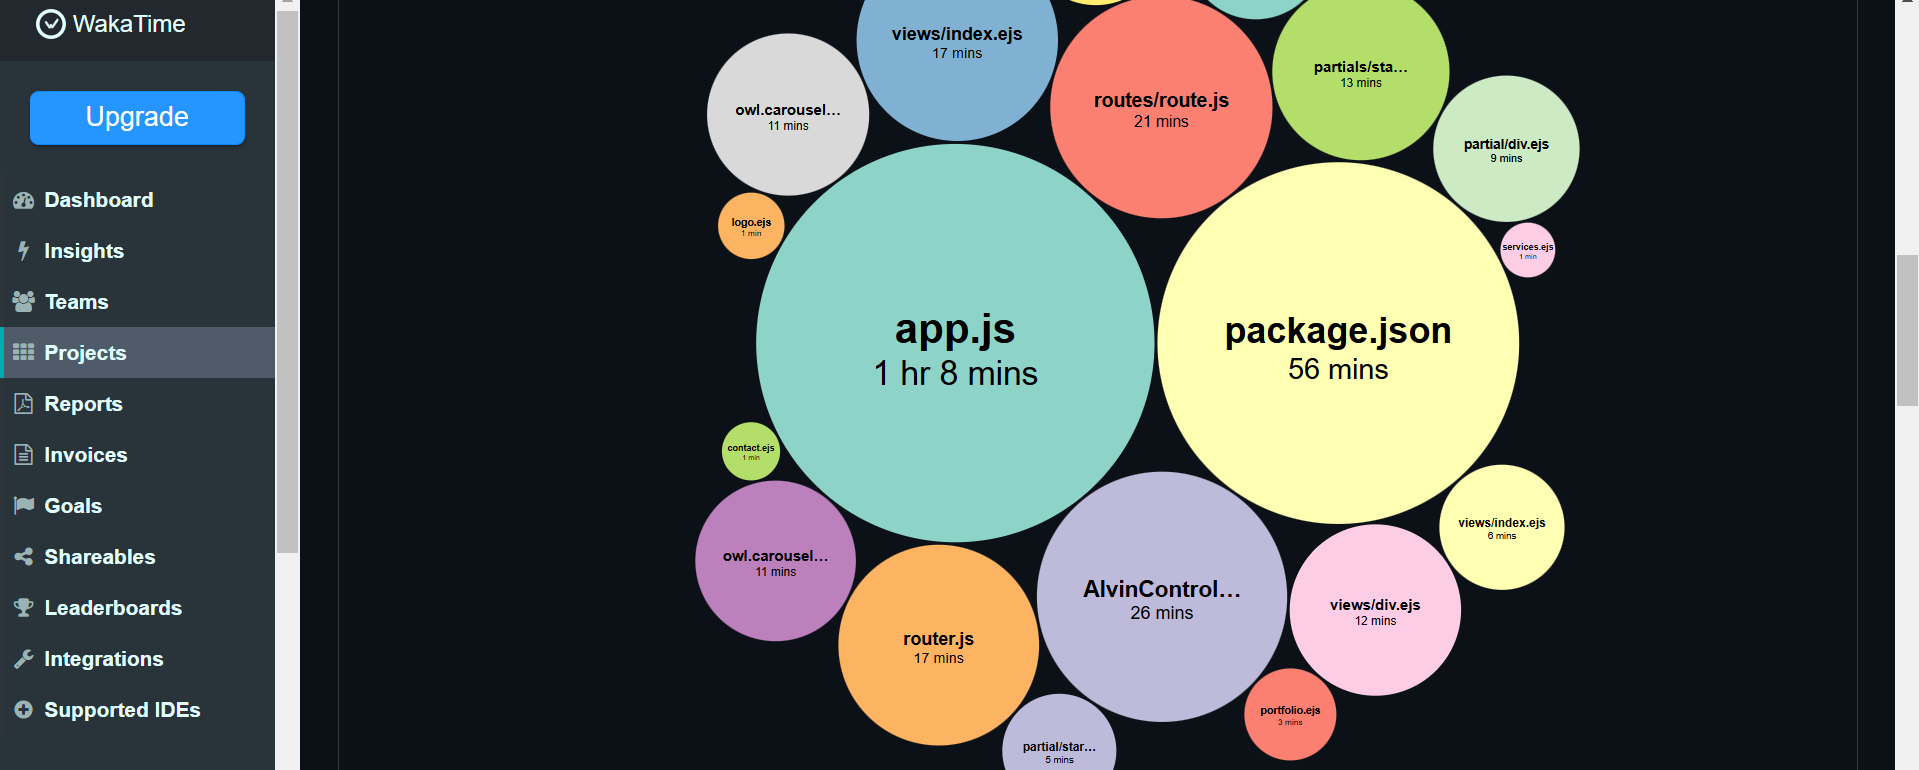 WakaTime
Upgrade
Dashboard
Insights
Teams
Projects
Reports
Invoices
Goals
Shareables
Leaderboards
Integrations
Supported IDEs
views/index.ejs
17 mins
owl.carousel…
11 mins
routes/route.js
21 mins
partials/sta…
13 mins
partial/div.ejs
9 mins
logo.ejs
1 min
services.ejs
1 min
app.js
1 hr 8 mins
package.json
56 mins
contact.ejs
1 min
owl.carousel…
11 mins
router.js
17 mins
AlvinControl…
26 mins
views/div.ejs
12 mins
views/index.ejs
6 mins
portfolio.ejs
3 mins
partial/star…
5 mins